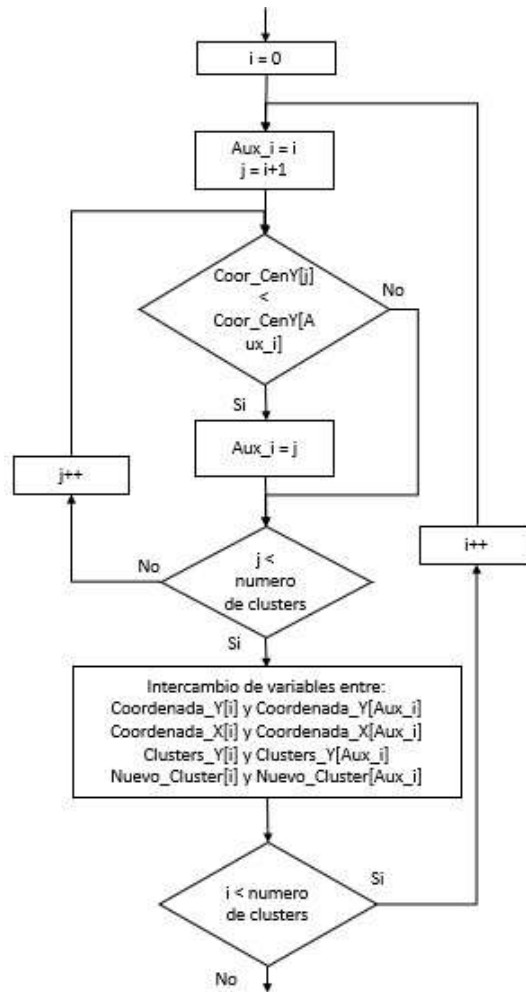 i = 0
Aux_i = i
j = i+1
Coor_CenY[j]
<
Coor_CenY[A
ux_i]
No
Si
Aux_i = j
j++
i++
No
j <
numero
de clusters
Si
Intercambio de variables entre:
Coordenada_Y[i] y Coordenada_Y[Aux_i]
Coordenada_X[i] y Coordenada_X[Aux_i]
Clusters_Y[i] y Clusters_Y[Aux_i]
Nuevo_Cluster[i] y Nuevo_Cluster[Aux_i]
Si
i < numero
de clusters
No